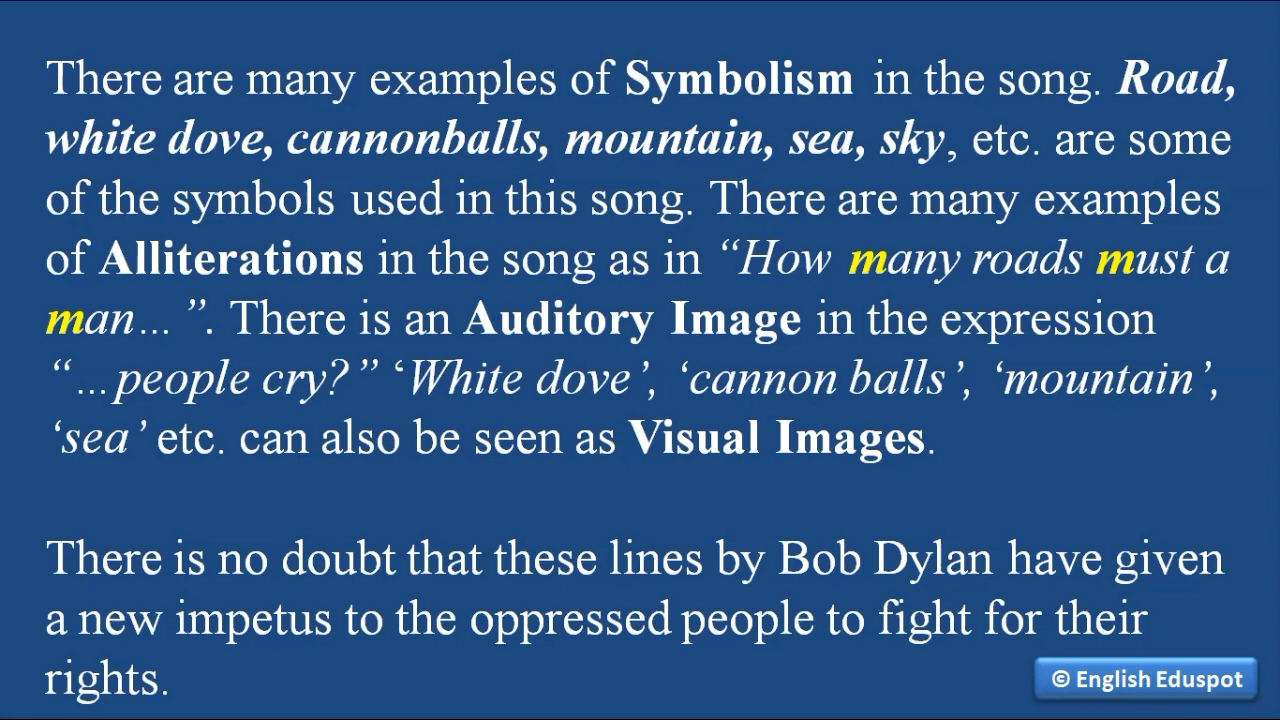 There are many examples of Symbolism in the song. Road,
white dove, cannonballs, mountain, sea, sky, etc. are some
of the symbols used in this song. There are many examples
of Alliterations in the song as in “How many roads must a
man... ”. There is an Auditory Image in the expression
“...people cry?” ‘White dove’, ‘cannon balls’, ‘mountain’,
‘sea’ etc. can also be seen as Visual Images.
There is no doubt that these lines by Bob Dylan have given
a new impetus to the oppressed people to fight for their
rights.
© English Eduspot